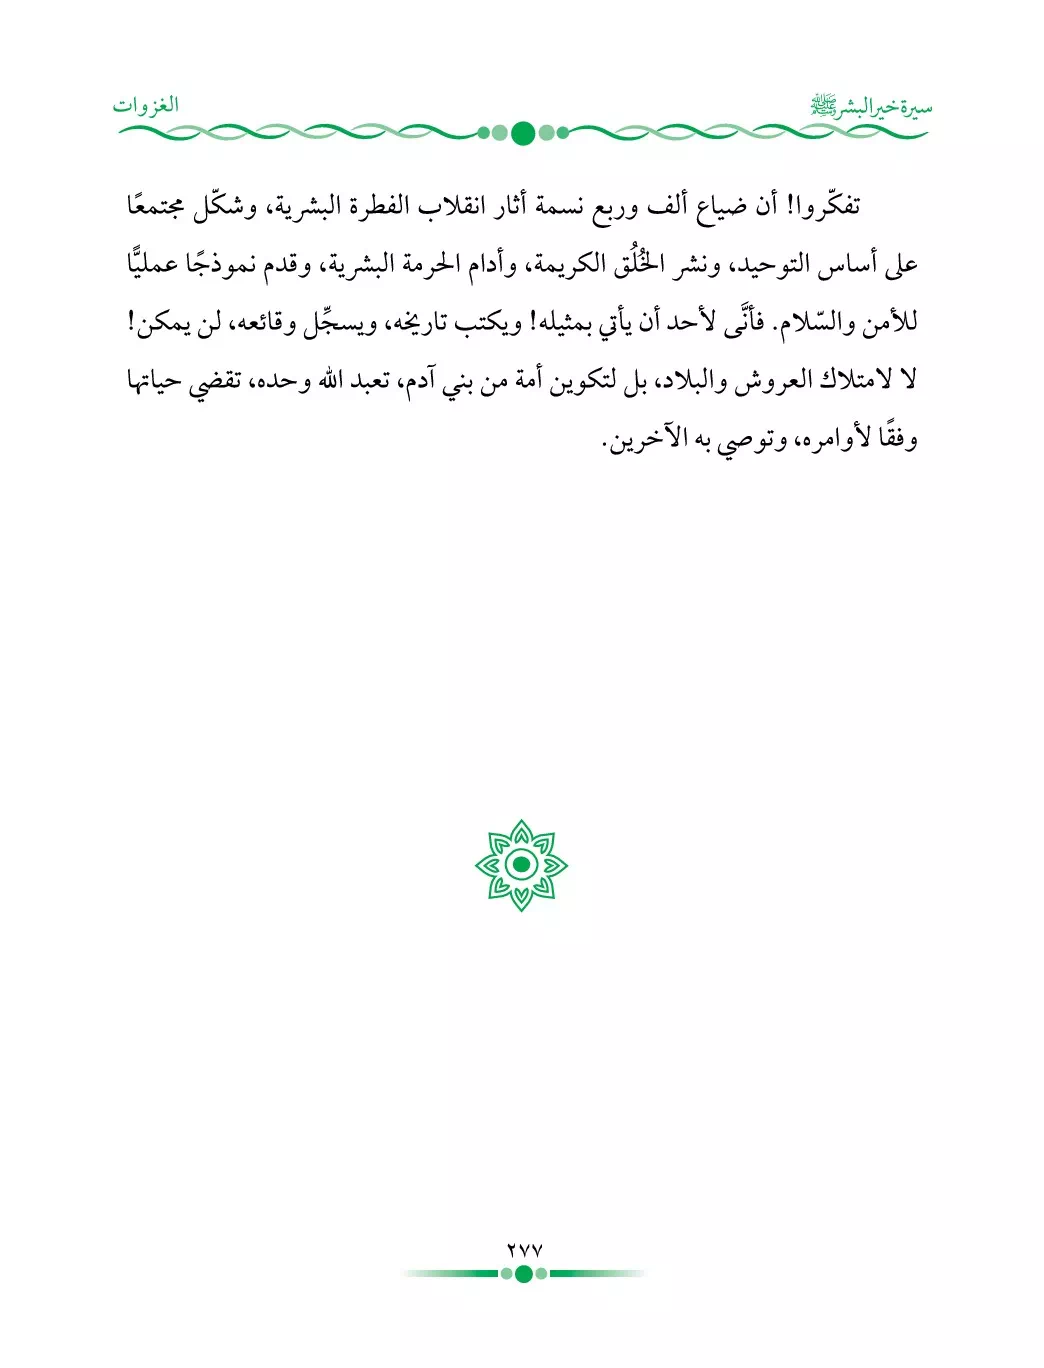 سيرة خير البشر ﷺ
الغزوات
تفكّروا! أن ضياع ألف وربع نسمة أثار انقلاب الفطرة البشرية، وشكّل مجتمعًا
على أساس التوحيد، ونشر الخُلُق الكريمة، وأدام الحرمة البشرية، وقدم نموذجًا عمليًّا
للأمن والسّلام. فأنَّى لأحد أن يأتي بمثيله! ويكتب تاريخه، ويسجِّل وقائعه، لن يمكن!
لا لامتلاك العروش والبلاد، بل لتكوين أمة من بني آدم، تعبد الله وحده، تقضي حياتها
وفقًا لأوامره، وتوصي به الآخرين.
٢٧٧